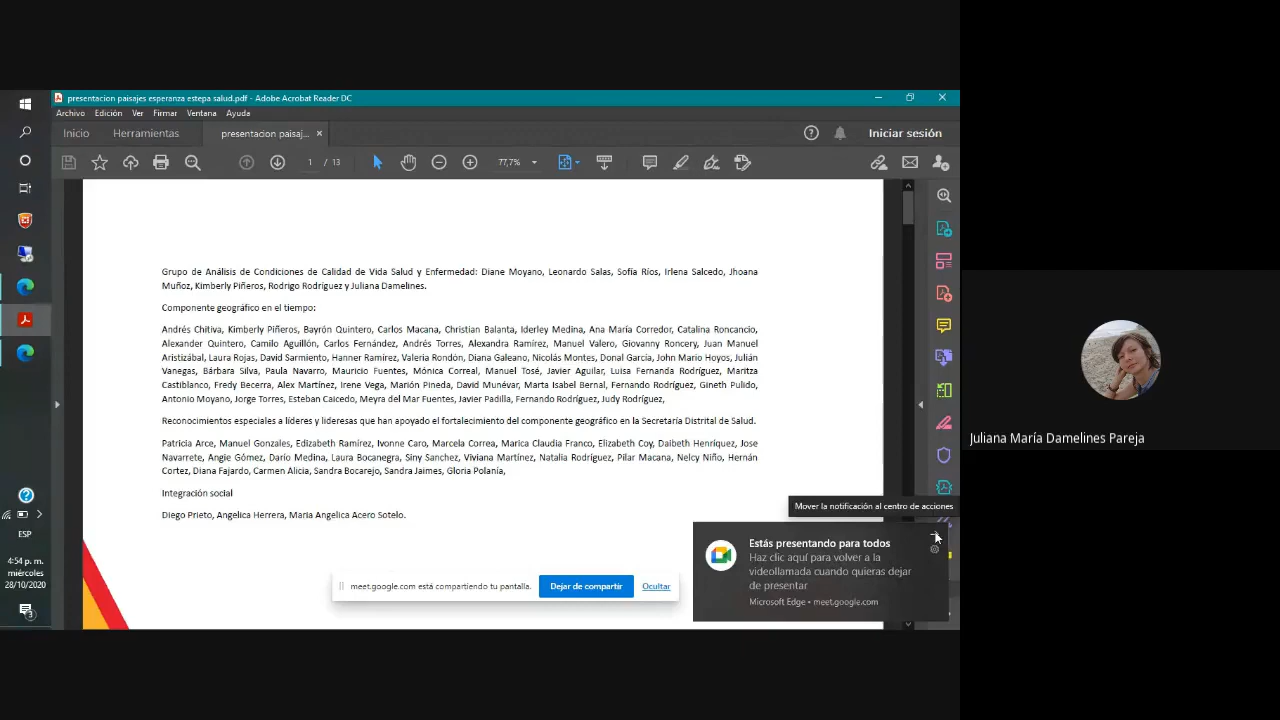 presentacion paisajes esperanza estepa salud.pdf - Adobe Acrobat Reader DC
Archivo Edición Ver Firmar Ventana Ayuda
Inicio Herramientas presentacion paisaj... × Iniciar sesión
1 / 13 77,7%
Grupo de Análisis de Condiciones de Calidad de Vida Salud y Enfermedad: Diane Moyano, Leonardo Salas, Sofía Ríos, Irlena Salcedo, Jhoana
Muñoz, Kimberly Piñeros, Rodrigo Rodríguez y Juliana Damelines.
Componente geográfico en el tiempo:
Andrés Chitiva, Kimberly Piñeros, Bayrón Quintero, Carlos Macana, Christian Balanta, Iderley Medina, Ana María Corredor, Catalina Roncancio,
Alexander Quintero, Camilo Aguillón, Carlos Fernández, Andrés Torres, Alexandra Ramírez, Manuel Valero, Giovanny Roncery, Juan Manuel
Aristizábal, Laura Rojas, David Sarmiento, Hanner Ramírez, Valeria Rondón, Diana Galeano, Nicolás Montes, Donal García, John Mario Hoyos, Julián
Vanegas, Bárbara Silva, Paula Navarro, Mauricio Fuentes, Mónica Correal, Manuel Tosé, Javier Aguilar, Luisa Fernanda Rodríguez, Maritza
Castiblanco, Fredy Becerra, Alex Martínez, Irene Vega, Marión Pineda, David Munévar, Marta Isabel Bernal, Fernando Rodríguez, Gineth Pulido,
Antonio Moyano, Jorge Torres, Esteban Caicedo, Meyra del Mar Fuentes, Javier Padilla, Fernando Rodríguez, Judy Rodríguez,
Reconocimientos especiales a líderes y lideresas que han apoyado el fortalecimiento del componente geográfico en la Secretaría Distrital de Salud.
Patricia Arce, Manuel Gonzales, Edizabeth Ramírez, Ivonne Caro, Marcela Correa, Marica Claudia Franco, Elizabeth Coy, Daibeth Henríquez, Jose
Navarrete, Angie Gómez, Darío Medina, Laura Bocanegra, Siny Sanchez, Viviana Martínez, Natalia Rodríguez, Pilar Macana, Nelcy Niño, Hernán
Cortez, Diana Fajardo, Carmen Alicia, Sandra Bocarejo, Sandra Jaimes, Gloria Polanía,
Integración social
Diego Prieto, Angelica Herrera, Maria Angelica Acero Sotelo.
Mover la notificación al centro de acciones
Estás presentando para todos
Haz clic aquí para volver a la
videollamada cuando quieras dejar
de presentar
Microsoft Edge • meet.google.com
meet.google.com está compartiendo tu pantalla. Dejar de compartir Ocultar
ESP
4:54 p. m.
miércoles
28/10/2020
Juliana María Damelines Pareja